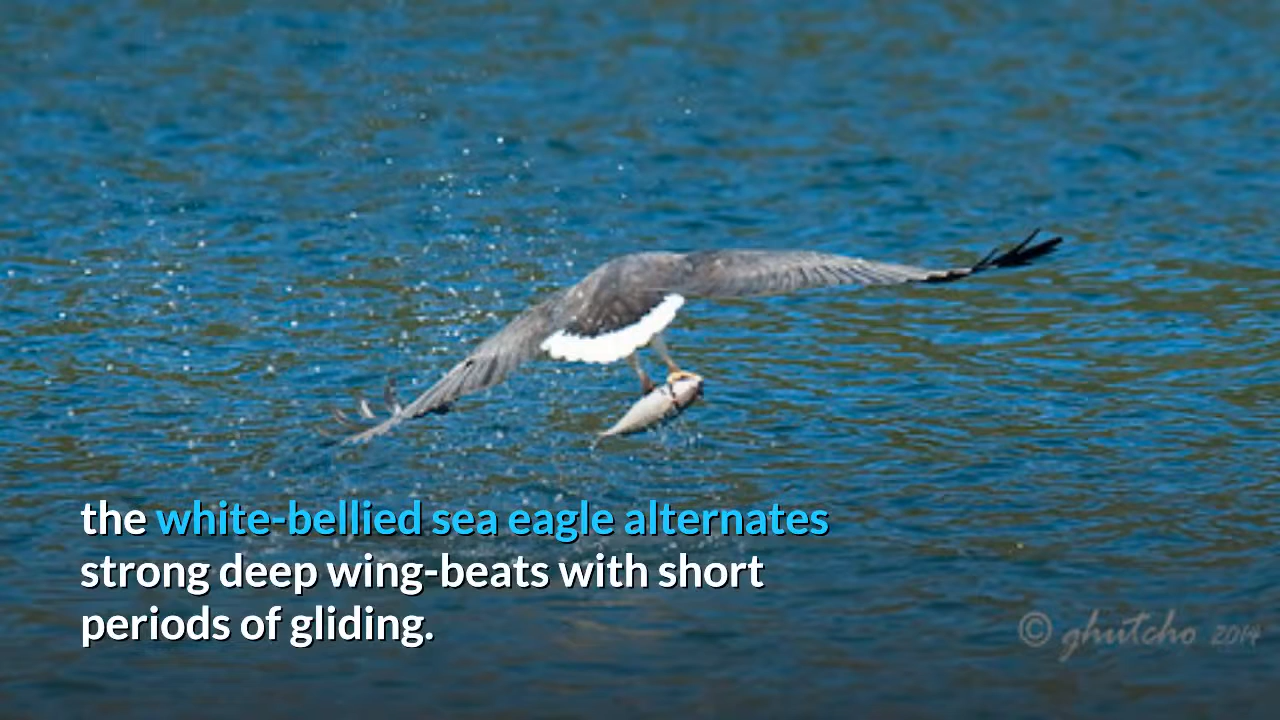 the white-bellied sea eagle alternates
strong deep wing-beats with short
periods of gliding.
© ghutcho 2014